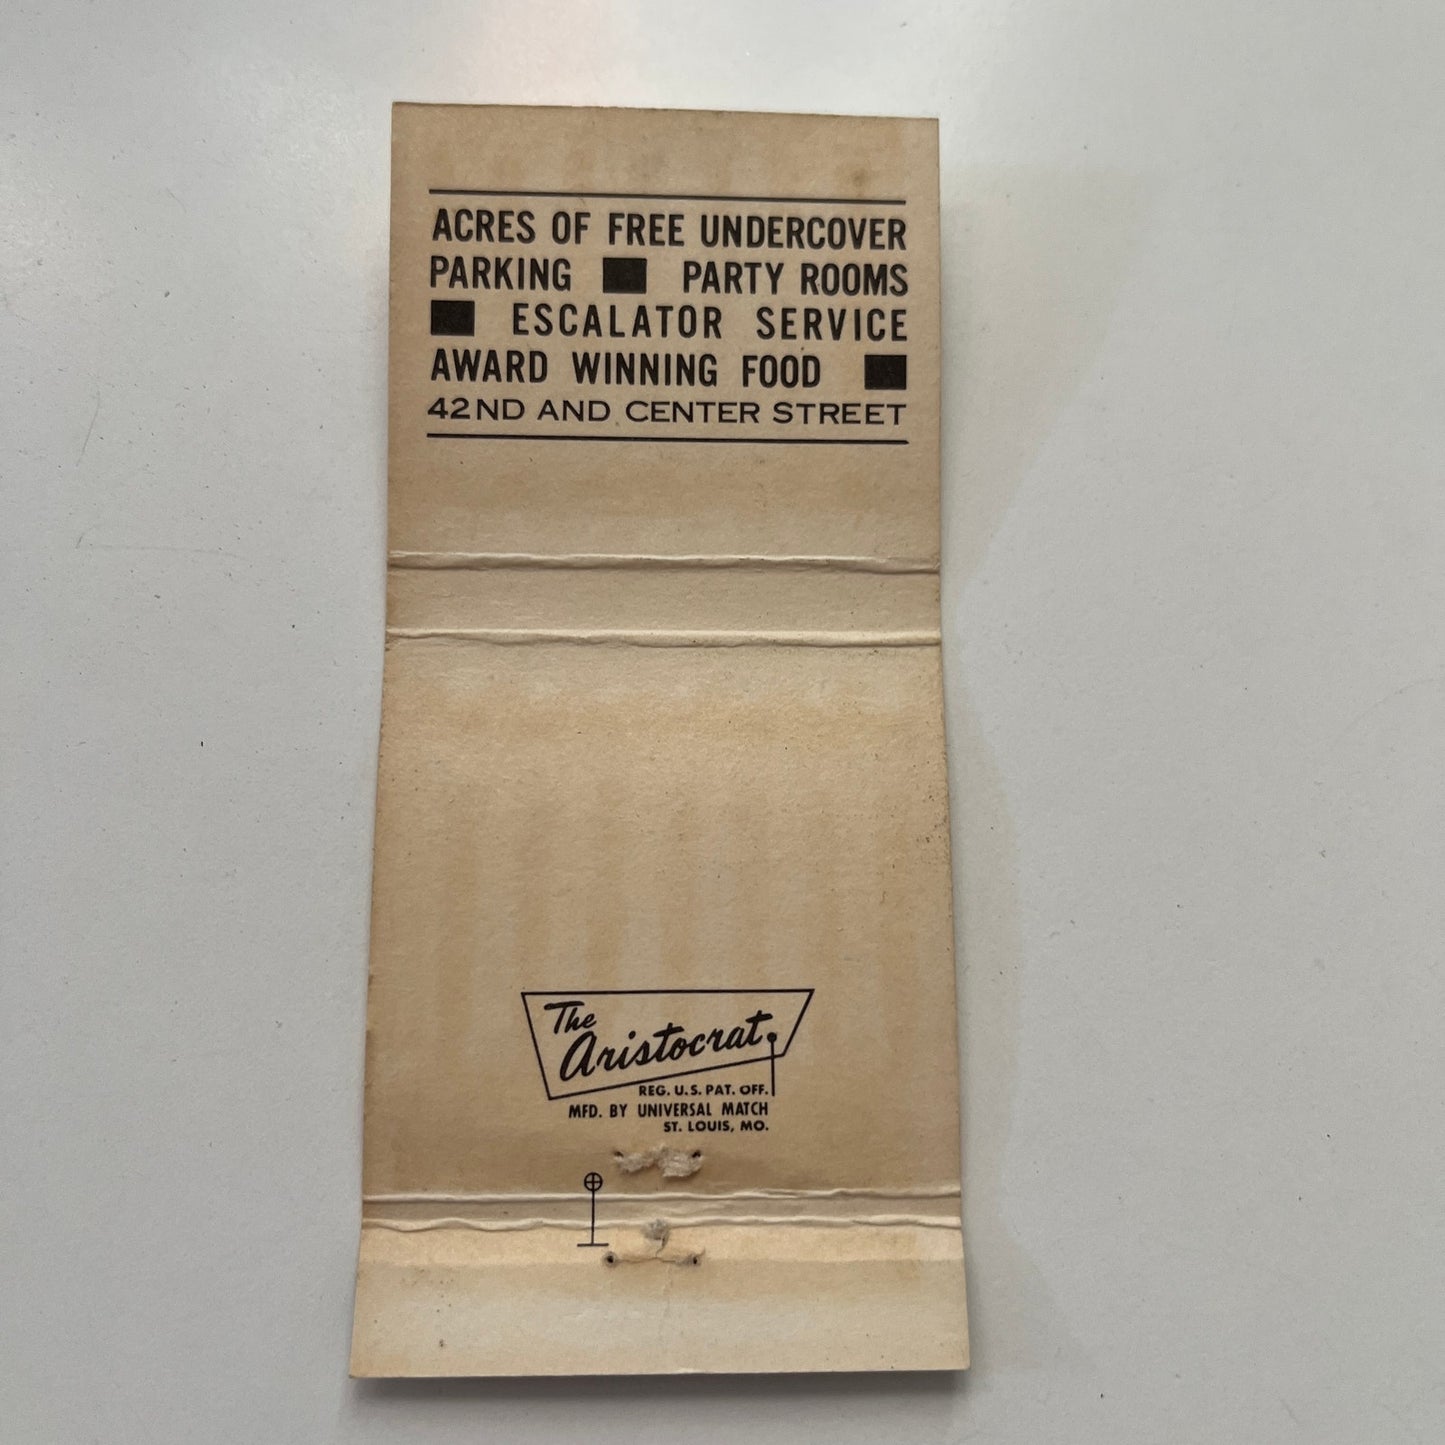 ACRES OF FREE UNDERCOVER
PARKING ■ PARTY ROOMS
■ ESCALATOR SERVICE
AWARD WINNING FOOD ■
42ND AND CENTER STREET
The
Aristocrat
REG. U.S. PAT. OFF.
MFD. BY UNIVERSAL MATCH
ST. LOUIS, MO.